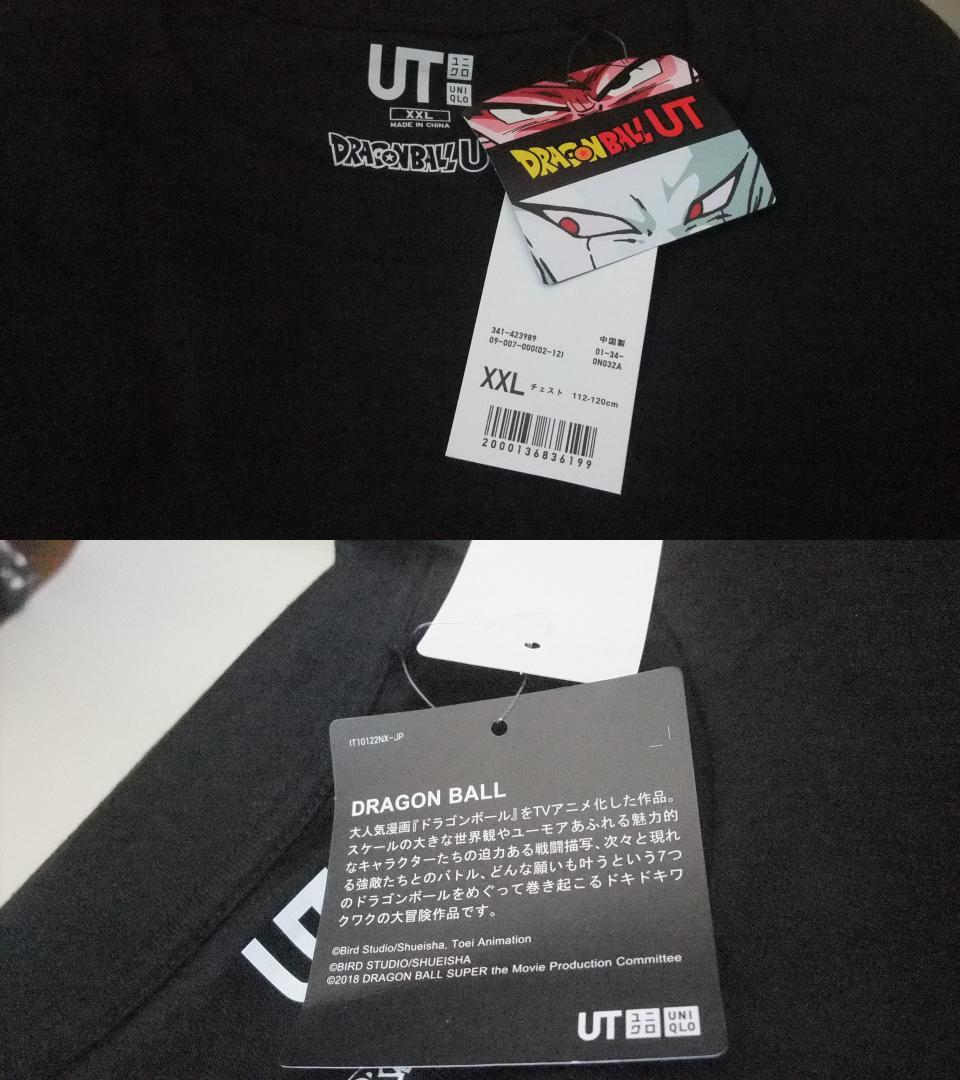 UT ユニクロ UNIQLO
XXL
MADE IN CHINA
DRAGONBALL U
DRAGONBALL UT
341-423989
09-007-000(02-12)
中国製
01-34-
0N032A
XXL チェスト 112-120cm
2000136836199
IT10122NX-JP
DRAGON BALL
大人気漫画『ドラゴンボール』をTVアニメ化した作品。
スケールの大きな世界観やユーモアあふれる魅力的
なキャラクターたちの迫力ある戦闘描写、次々と現れ
る強敵たちとのバトル、どんな願いも叶うという7つ
のドラゴンボールをめぐって巻き起こるドキドキワ
クワクの大冒険作品です。
©Bird Studio/Shueisha, Toei Animation
©BIRD STUDIO/SHUEISHA
©2018 DRAGON BALL SUPER the Movie Production Committee
UT
UT ユニクロ UNIQLO